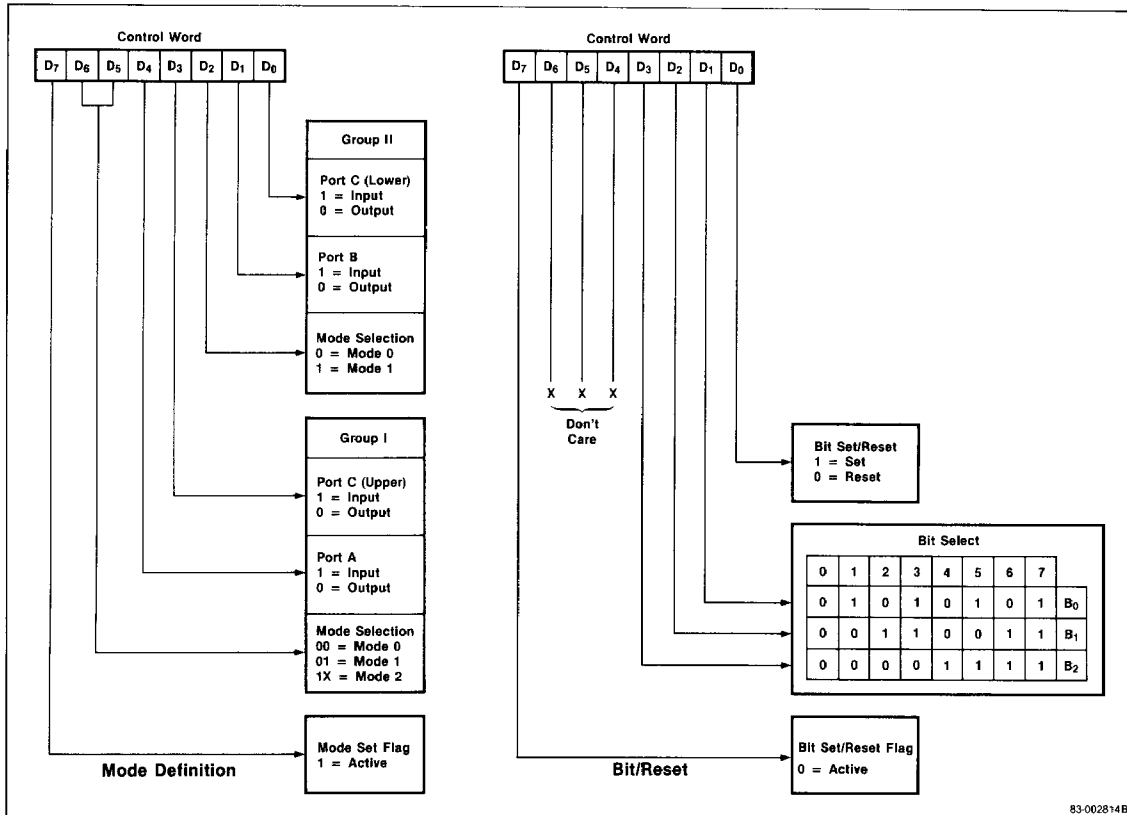 Control Word
D7 D6 D5 D4 D3 D2 D1 D0
Group II
Port C (Lower)
1 = Input
0 = Output
Port B
1 = Input
0 = Output
Mode Selection
0 = Mode 0
1 = Mode 1
Group I
Port C (Upper)
1 = Input
0 = Output
Port A
1 = Input
0 = Output
Mode Selection
00 = Mode 0
01 = Mode 1
1X = Mode 2
Mode Set Flag
1 = Active
Mode Definition
Control Word
D7 D6 D5 D4 D3 D2 D1 D0
X X X
Don't
Care
Bit Set/Reset
1 = Set
0 = Reset
Bit Select
0 1 2 3 4 5 6 7
0 1 0 1 0 1 0 1 B0
0 0 1 1 0 0 1 1 B1
0 0 0 0 1 1 1 1 B2
Bit Set/Reset Flag
0 = Active
Bit/Reset
83-002814B